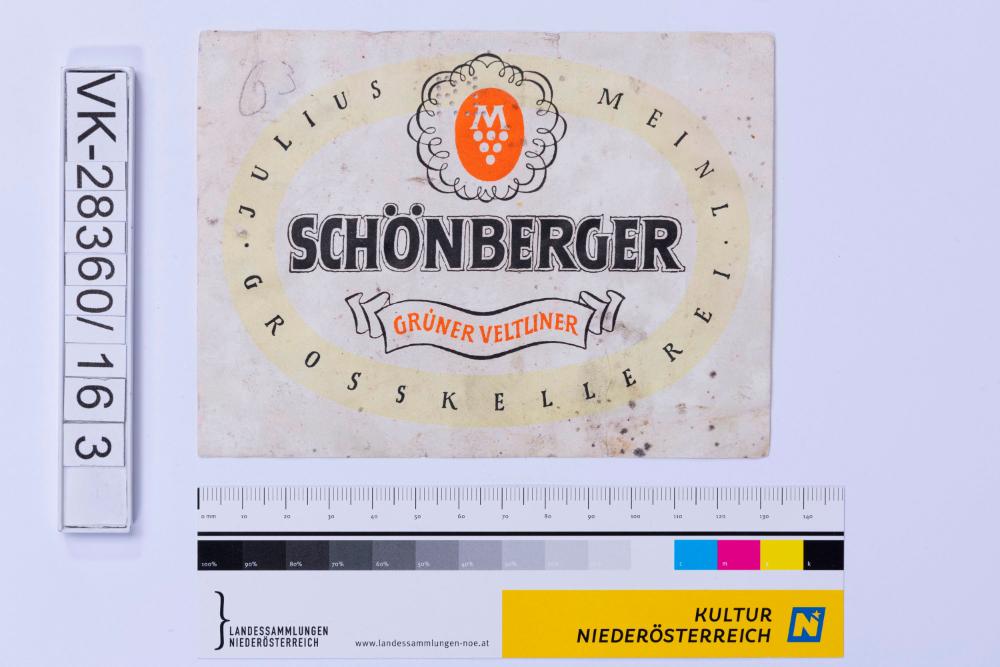 VK-28360/ 16 3
63
JULIUS MEINL
M
SCHÖNBERGER
GRÜNER VELTLINER
· GROSSKELLEREI ·
0 mm 10 20 30 40 50 60 70 80 90 100 110 120 130 140
100% 90% 80% 70% 60% 50% 40% 30% 20% c m y k
LANDESSAMMLUNGEN
NIEDERÖSTERREICH
www.landessammlungen-noe.at
KULTUR
NIEDERÖSTERREICH
N